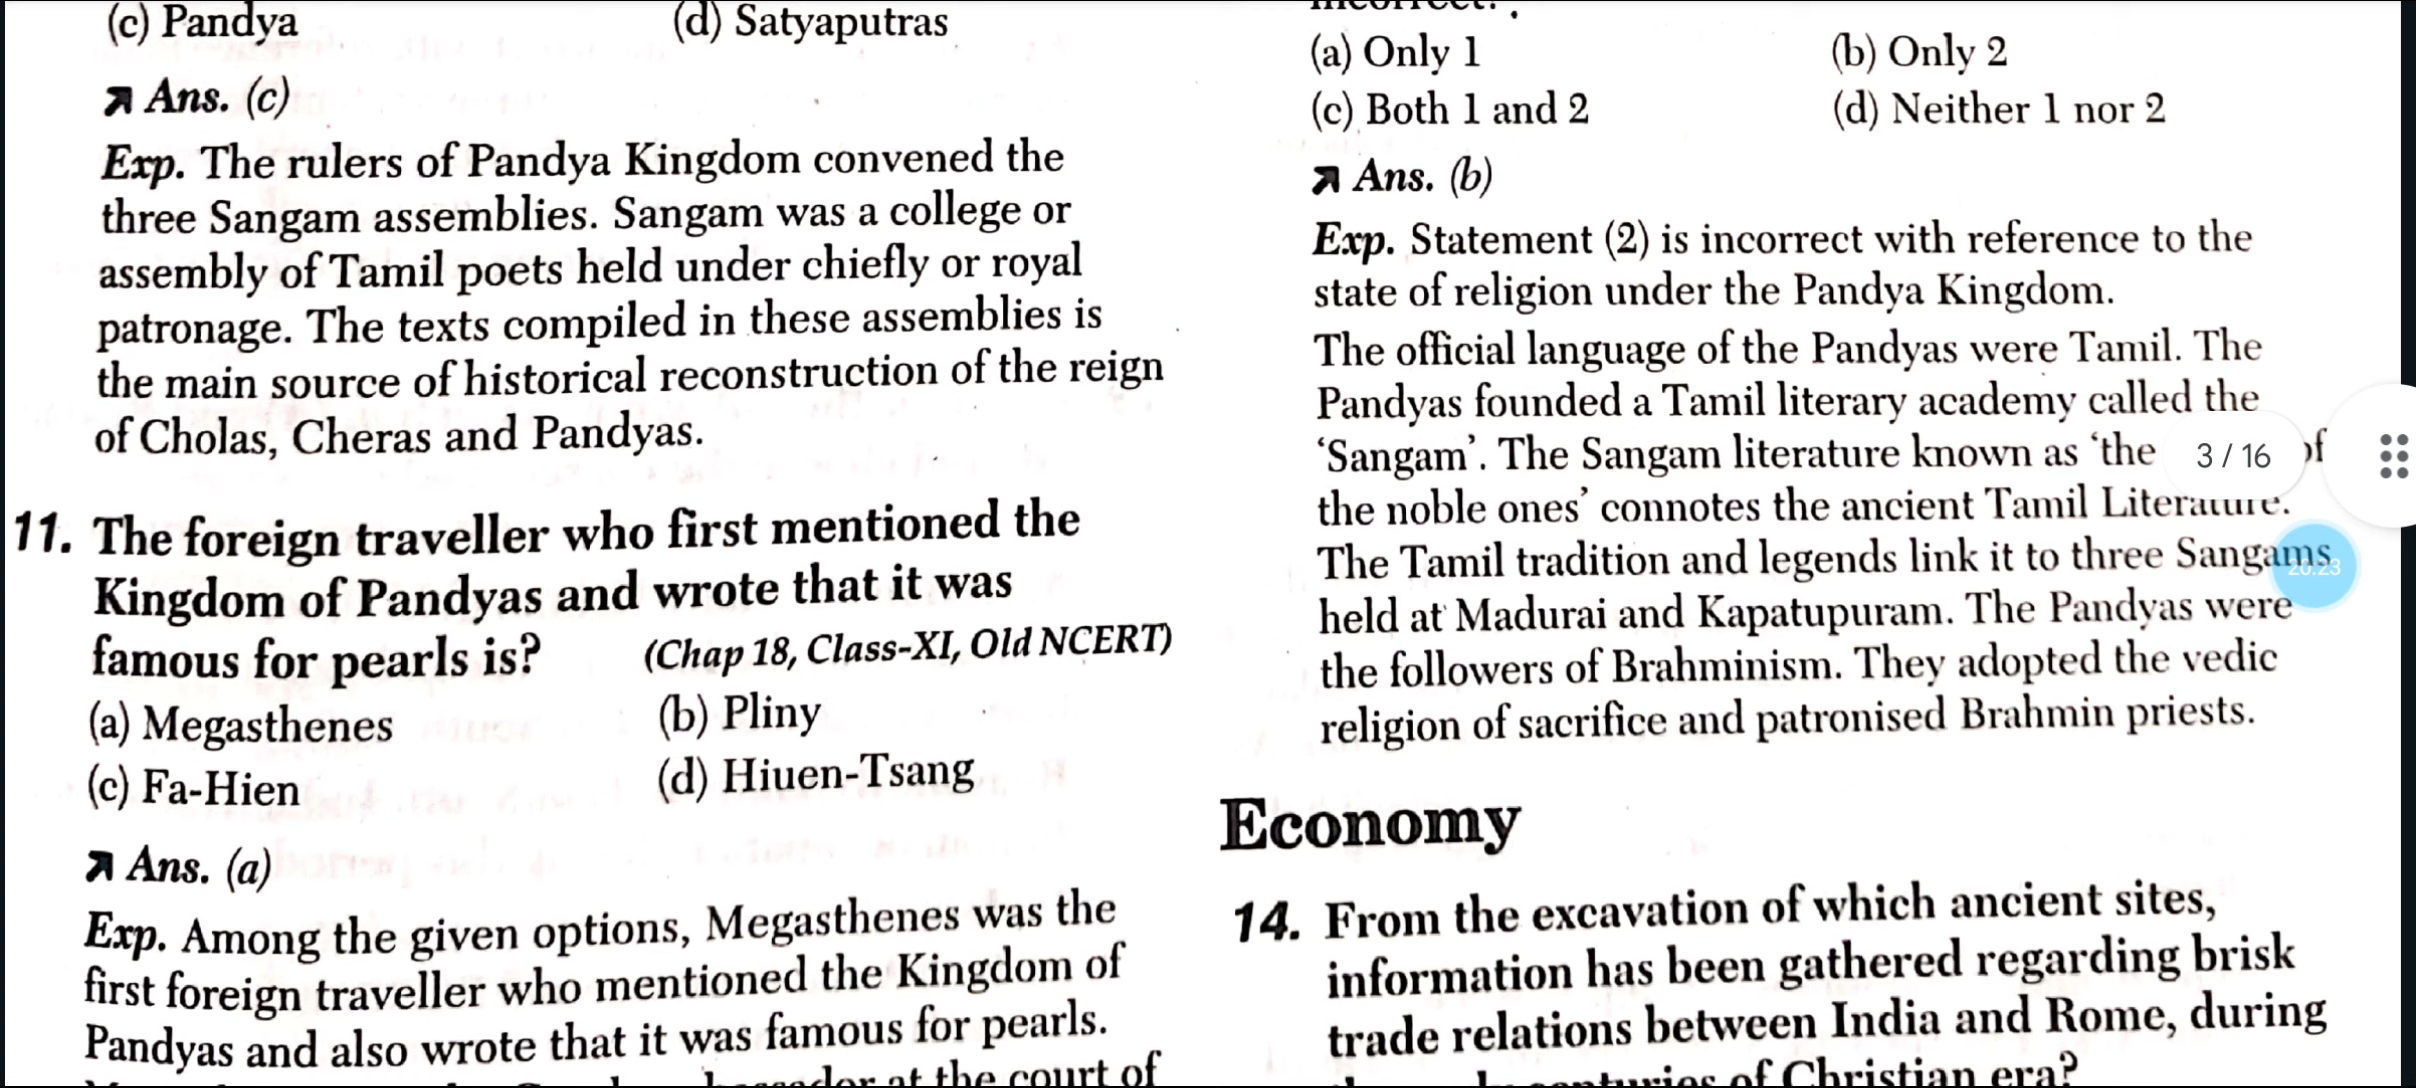 (c) Pandya
(d) Satyaputras
Ans. (c)
Exp. The rulers of Pandya Kingdom convened the
three Sangam assemblies. Sangam was a college or
assembly of Tamil poets held under chiefly or royal
patronage. The texts compiled in these assemblies is
the main source of historical reconstruction of the reign
of Cholas, Cheras and Pandyas.
11. The foreign traveller who first mentioned the
Kingdom of Pandyas and wrote that it was
famous for pearls is?
(Chap 18, Class-XI, Old NCERT)
(a) Megasthenes
(b) Pliny
(c) Fa-Hien
(d) Hiuen-Tsang
Ans. (a)
Exp. Among the given options, Megasthenes was the
first foreign traveller who mentioned the Kingdom of
Pandyas and also wrote that it was famous for pearls.
at the court of
(a) Only 1
(b) Only 2
(c) Both 1 and 2
(d) Neither 1 nor 2
Ans. (b)
Exp. Statement (2) is incorrect with reference to the
state of religion under the Pandya Kingdom.
The official language of the Pandyas were Tamil. The
Pandyas founded a Tamil literary academy called the
‘Sangam’. The Sangam literature known as ‘the
3 / 16
the noble ones’ connotes the ancient Tamil Literature.
The Tamil tradition and legends link it to three Sangams
20:23
held at Madurai and Kapatupuram. The Pandyas were
the followers of Brahminism. They adopted the vedic
religion of sacrifice and patronised Brahmin priests.
Economy
14. From the excavation of which ancient sites,
information has been gathered regarding brisk
trade relations between India and Rome, during
of Christian era?